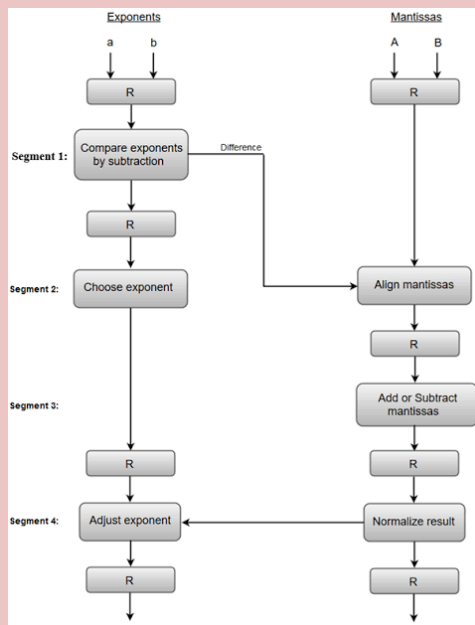 Exponents Mantissas
a b A B
R R
Segment 1: Compare exponents by subtraction Difference
R
Segment 2: Choose exponent Align mantissas
R
Segment 3: Add or Subtract mantissas
R R
Segment 4: Adjust exponent Normalize result
R R